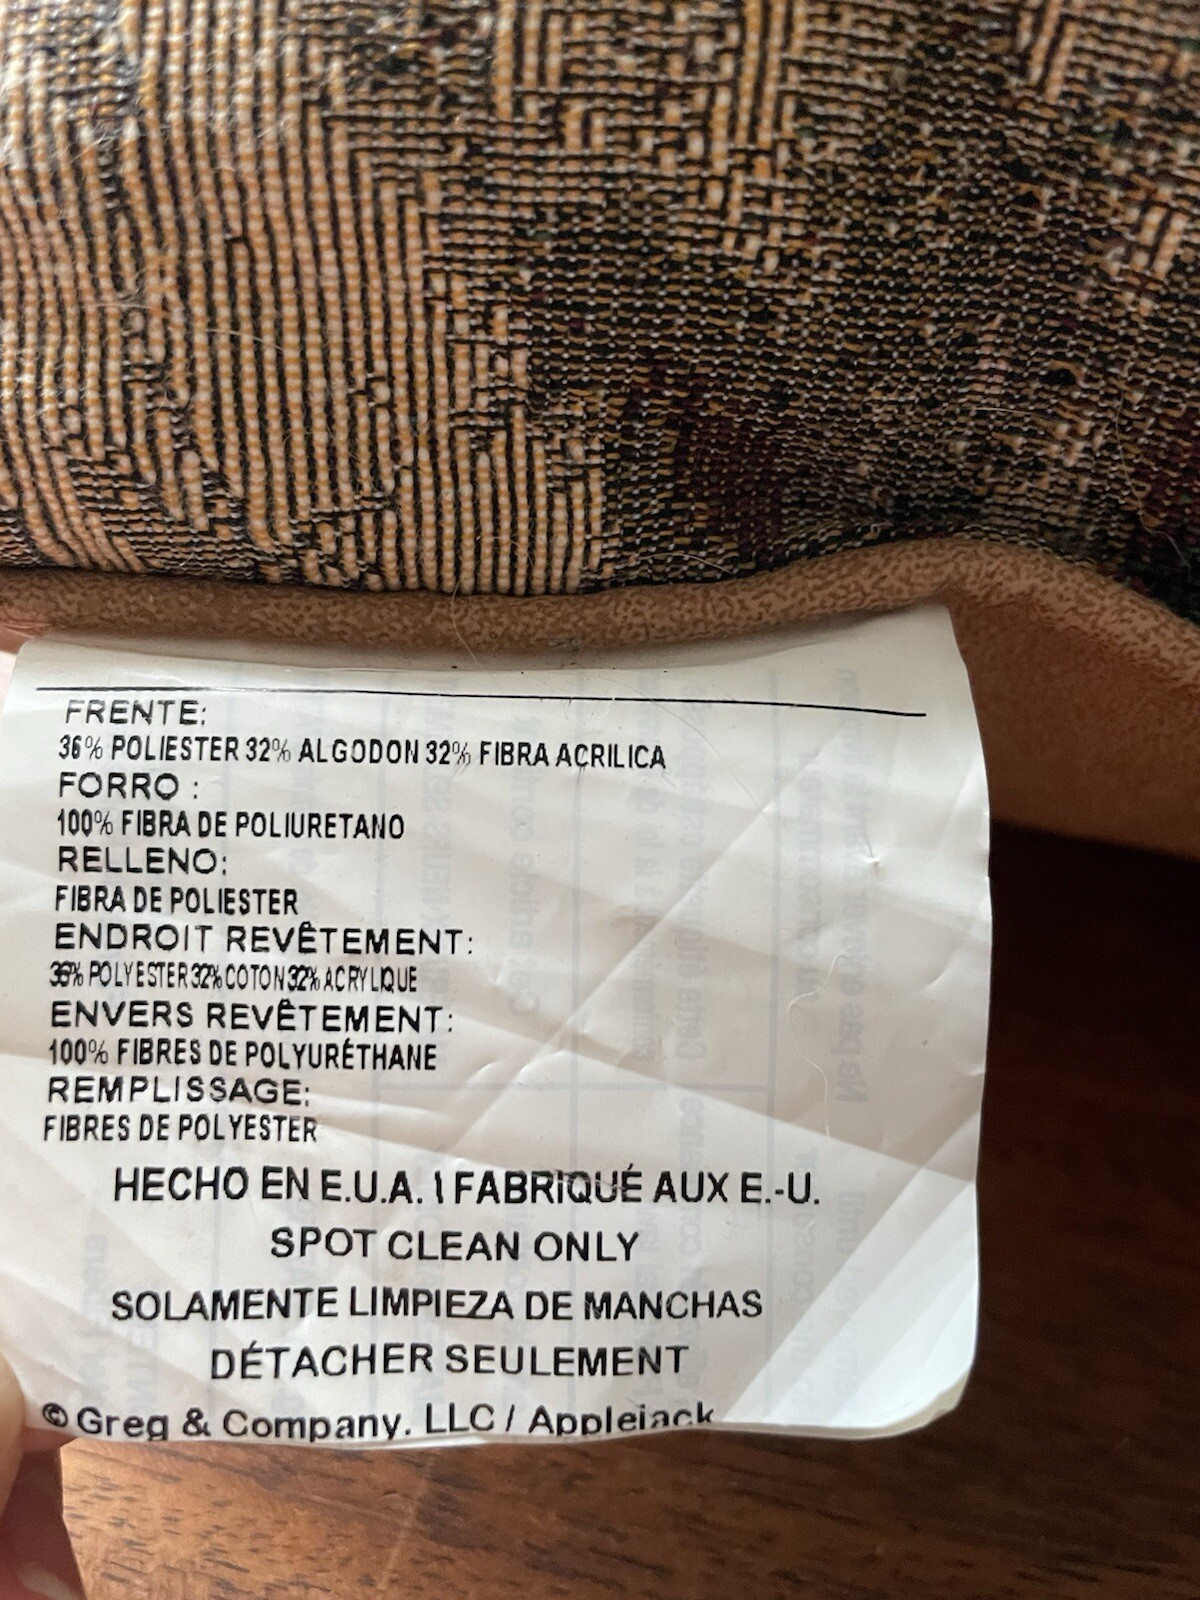 FRENTE:
36% POLIESTER 32% ALGODON 32% FIBRA ACRILICA
FORRO :
100% FIBRA DE POLIURETANO
RELLENO:
FIBRA DE POLIESTER
ENDROIT REVÊTEMENT:
36% POLYESTER 32% COTON 32% ACRYLIQUE
ENVERS REVÊTEMENT:
100% FIBRES DE POLYURÉTHANE
REMPLISSAGE:
FIBRES DE POLYESTER
HECHO EN E.U.A. \ FABRIQUÉ AUX E.-U.
SPOT CLEAN ONLY
SOLAMENTE LIMPIEZA DE MANCHAS
DÉTACHER SEULEMENT
© Greg & Company. LLC / Applejack